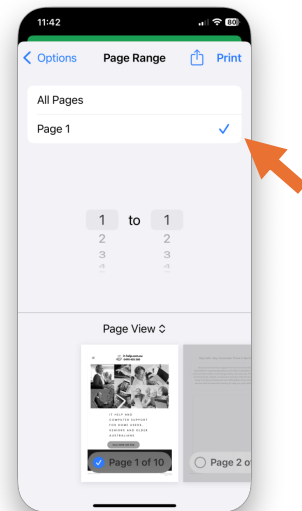 11:42
80
Options Page Range Print
All Pages
Page 1
1 to 1
2 2
3 3
4 4
Page View
IT HELP AND
COMPUTER SUPPORT
FOR HOME USERS,
SENIORS AND OLDER
AUSTRALIANS
Page 1 of 10
Page 2 o